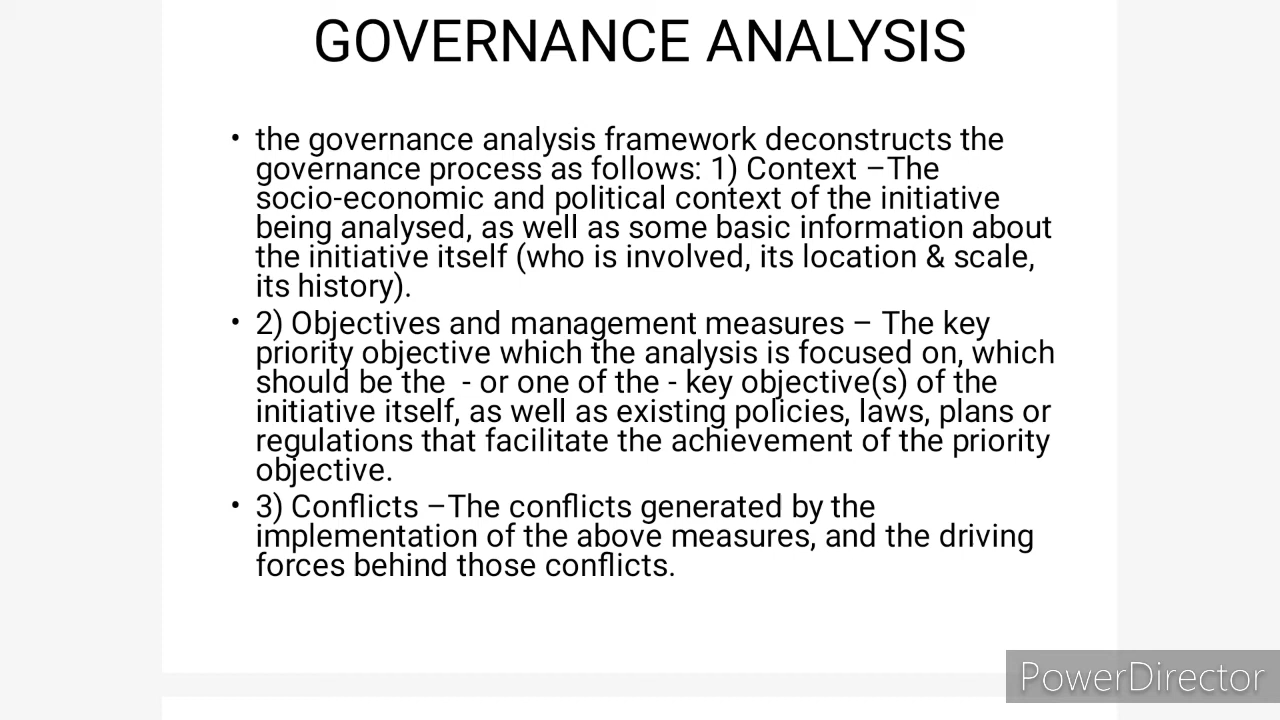 GOVERNANCE ANALYSIS
• the governance analysis framework deconstructs the
governance process as follows: 1) Context –The
socio-economic and political context of the initiative
being analysed, as well as some basic information about
the initiative itself (who is involved, its location & scale,
its history).
• 2) Objectives and management measures – The key
priority objective which the analysis is focused on, which
should be the  - or one of the - key objective(s) of the
initiative itself, as well as existing policies, laws, plans or
regulations that facilitate the achievement of the priority
objective.
• 3) Conflicts –The conflicts generated by the
implementation of the above measures, and the driving
forces behind those conflicts.
PowerDirector